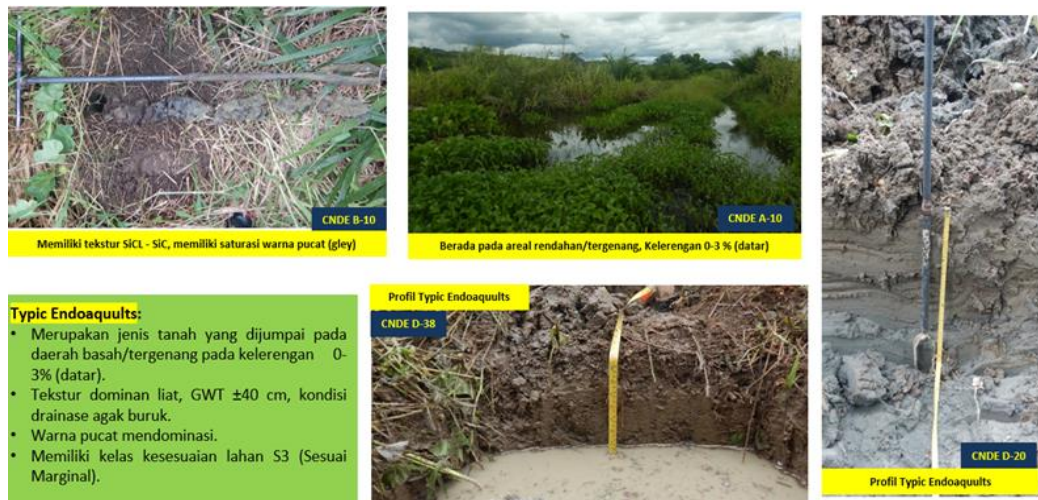 CNDE B-10
Memiliki tekstur SiCL - SiC, memiliki saturasi warna pucat (gley)
CNDE A-10
Berada pada areal rendahan/tergenang, Kelerengan 0-3 % (datar)
Typic Endoaquults:
• Merupakan jenis tanah yang dijumpai pada
daerah basah/tergenang pada kelerengan 0-
3% (datar).
• Tekstur dominan liat, GWT ±40 cm, kondisi
drainase agak buruk.
• Warna pucat mendominasi.
• Memiliki kelas kesesuaian lahan S3 (Sesuai
Marginal).
Profil Typic Endoaquults
CNDE D-38
CNDE D-20
Profil Typic Endoaquults